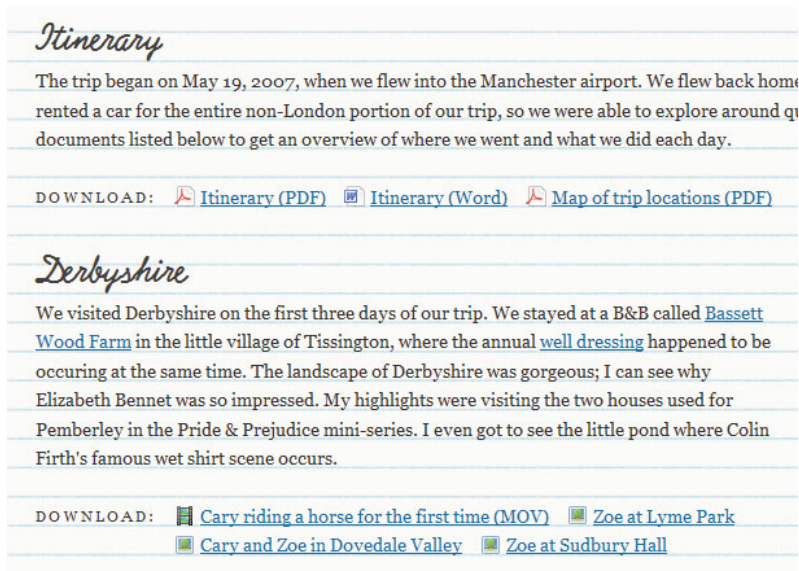 Itinerary
The trip began on May 19, 2007, when we flew into the Manchester airport. We flew back home
rented a car for the entire non-London portion of our trip, so we were able to explore around
documents listed below to get an overview of where we went and what we did each day.
DOWNLOAD: Itinerary (PDF) Itinerary (Word) Map of trip locations (PDF)
Derbyshire
We visited Derbyshire on the first three days of our trip. We stayed at a B&B called Bassett
Wood Farm in the little village of Tissington, where the annual well dressing happened to be
occuring at the same time. The landscape of Derbyshire was gorgeous; I can see why
Elizabeth Bennet was so impressed. My highlights were visiting the two houses used for
Pemberley in the Pride & Prejudice mini-series. I even got to see the little pond where Colin
Firth's famous wet shirt scene occurs.
DOWNLOAD: Cary riding a horse for the first time (MOV) Zoe at Lyme Park
Cary and Zoe in Dovedale Valley Zoe at Sudbury Hall